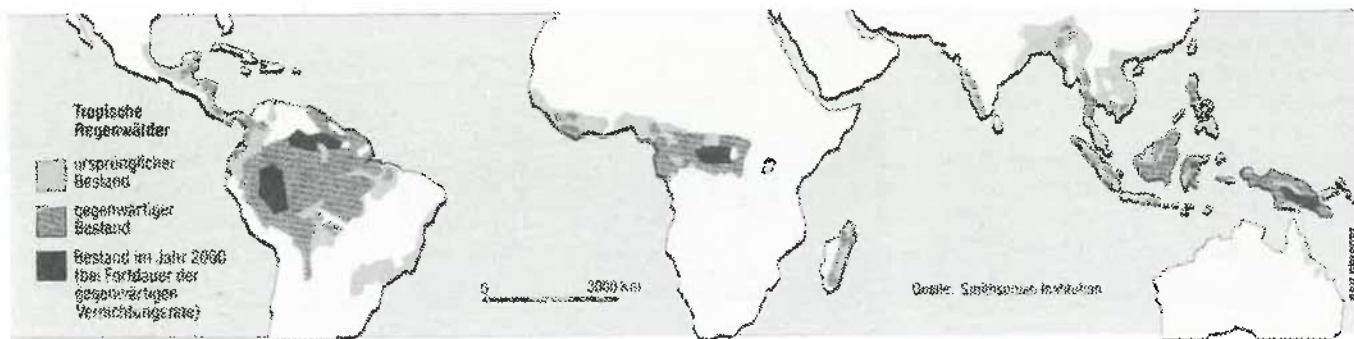 Tropische
Regenwälder
ursprünglicher
Bestand
gegenwärtiger
Bestand
Bestand im Jahr 2000
(bei Fortdauer der
gegenwärtigen
Vernichtungsrate)
0 3000 km
Quelle: Smithsonian Institution